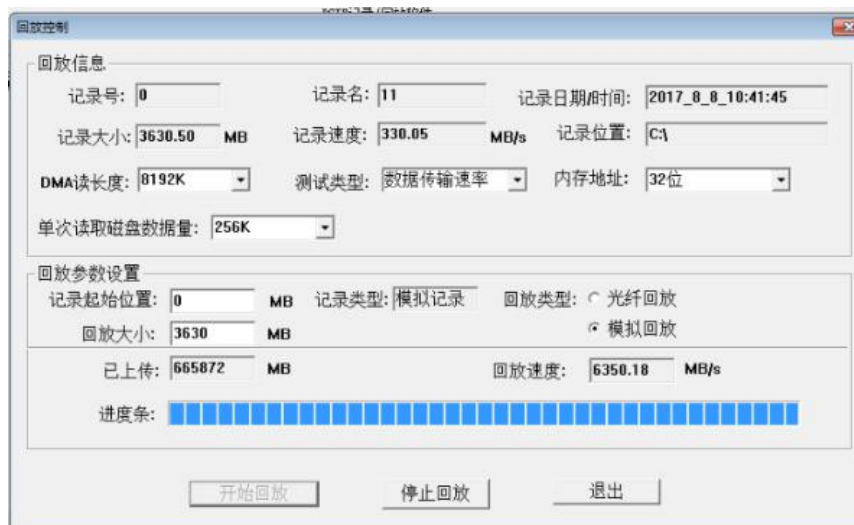 回放控制
回放信息
记录号: 0 记录名: 11 记录日期/时间: 2017_8_8_10:41:45
记录大小: 3630.50 MB 记录速度: 330.05 MB/s 记录位置: C:\
DMA读长度: 8192K 测试类型: 数据传输速率 内存地址: 32位
单次读取磁盘数据量: 256K
回放参数设置
记录起始位置: 0 MB 记录类型: 模拟记录 回放类型: 光纤回放
回放大小: 3630 MB 模拟回放
已上传: 665872 MB 回放速度: 6350.18 MB/s
进度条:
开始回放 停止回放 退出